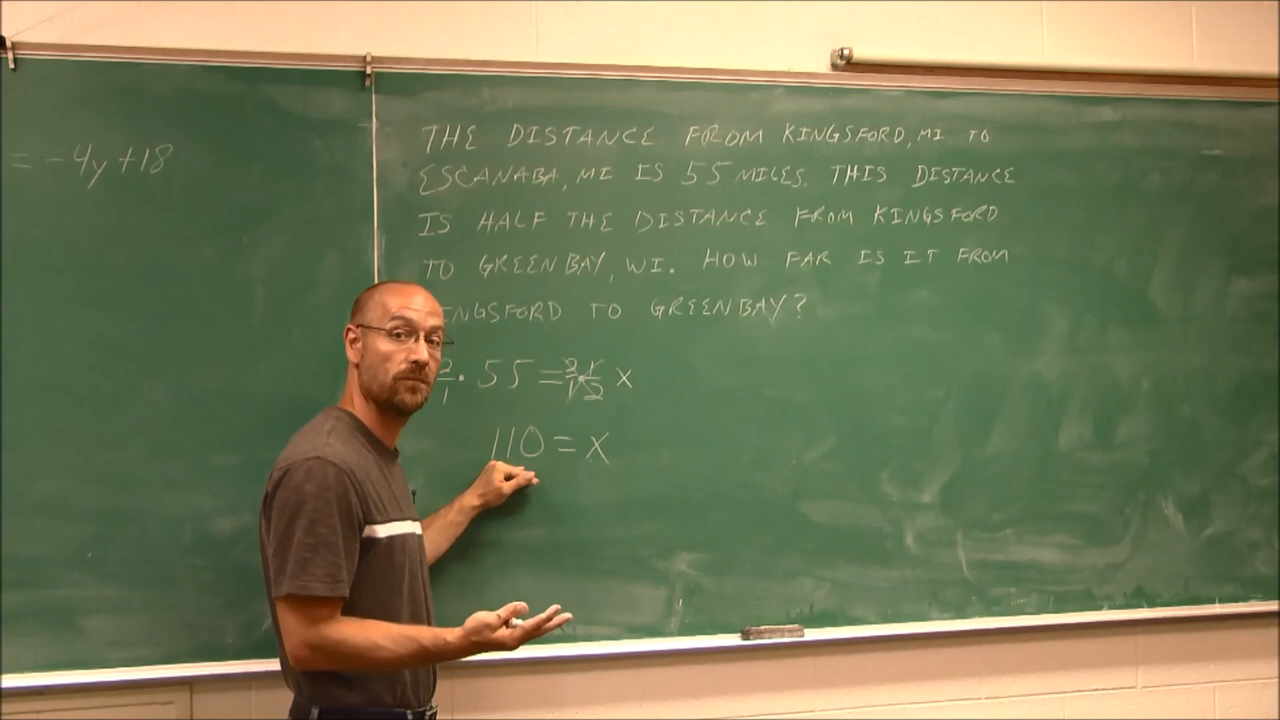 = -4y+18
THE DISTANCE FROM KINGSFORD, MI TO
ESCANABA, MI IS 55 MILES. THIS DISTANCE
IS HALF THE DISTANCE FROM KINGSFORD
TO GREEN BAY, WI. HOW FAR IS IT FROM
INGSFORD TO GREEN BAY?
2/1 · 55 = 2/1 · 1/2 x
110 = x